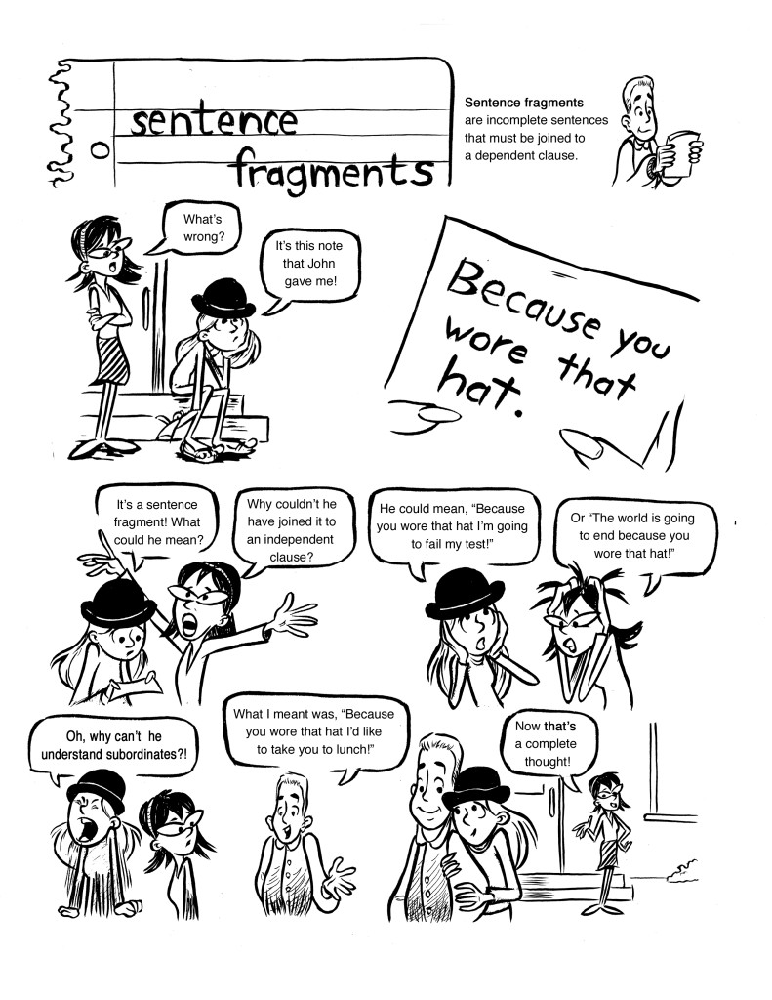 sentence
fragments
Sentence fragments
are incomplete sentences
that must be joined to
a dependent clause.
What's
wrong?
It's this note
that John
gave me!
Because you
wore that
hat.
It's a sentence
fragment! What
could he mean?
Why couldn't he
have joined it to
an independent
clause?
He could mean, “Because
you wore that hat I'm going
to fail my test!”
Or “The world is going
to end because you
wore that hat!”
Oh, why can't he
understand subordinates?!
What I meant was, “Because
you wore that hat I'd like
to take you to lunch!”
Now that's
a complete
thought!